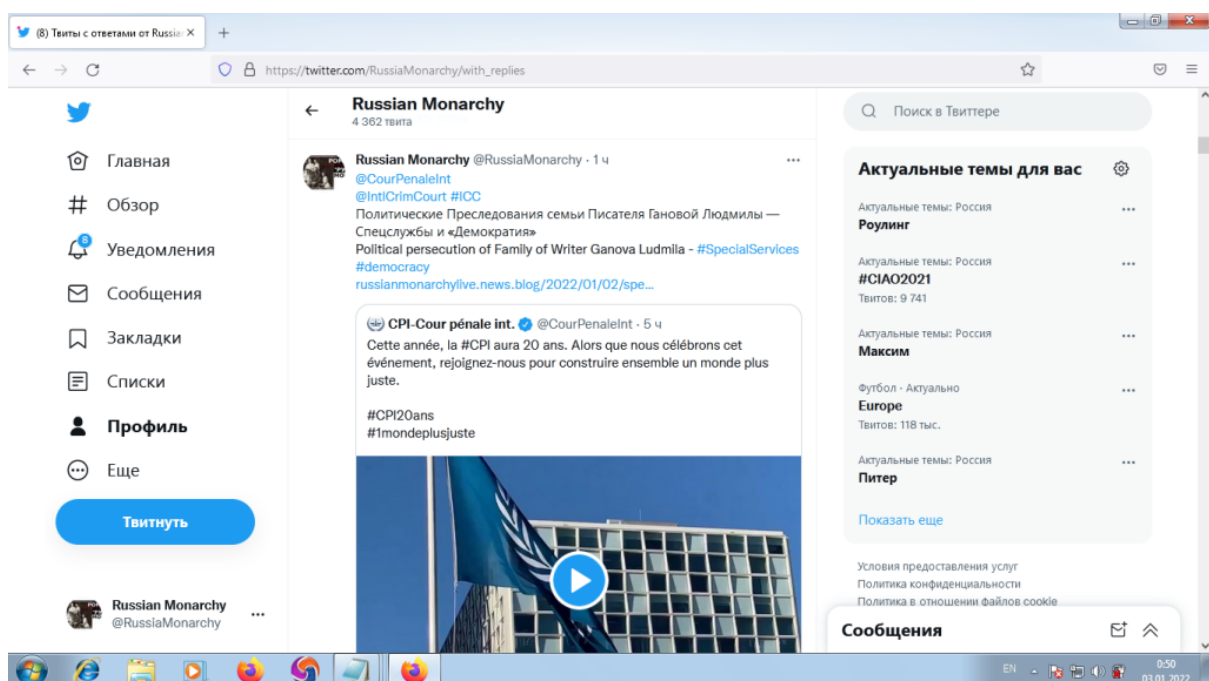 (8) Твиты с ответами от Russia
https://twitter.com/RussiaMonarchy/with_replies
Главная
Обзор
8
Уведомления
Сообщения
Закладки
Списки
Профиль
Еще
Твитнуть
Russian Monarchy
@RussiaMonarchy
Russian Monarchy
4 362 твита
Russian Monarchy @RussiaMonarchy · 1 ч
@CourPenaleInt
@IntlCrimCourt #ICC
Политические Преследования семьи Писателя Гановой Людмилы —
Спецслужбы и «Демократия»
Political persecution of Family of Writer Ganova Ludmila - #SpecialServices
#democracy
russianmonarchylive.news.blog/2022/01/02/spe...
CPI-Cour pénale int. @CourPenaleInt · 5 ч
Cette année, la #CPI aura 20 ans. Alors que nous célébrons cet
événement, rejoignez-nous pour construire ensemble un monde plus
juste.
#CPI20ans
#1mondeplusjuste
Поиск в Твиттере
Актуальные темы для вас
Актуальные темы: Россия
Роулинг
Актуальные темы: Россия
#CIAO2021
Твитов: 9 741
Актуальные темы: Россия
Максим
Футбол · Актуально
Europe
Твитов: 118 тыс.
Актуальные темы: Россия
Питер
Показать еще
Условия предоставления услуг
Политика конфиденциальности
Политика в отношении файлов cookie
Сообщения
EN
0:50
03.01.2022